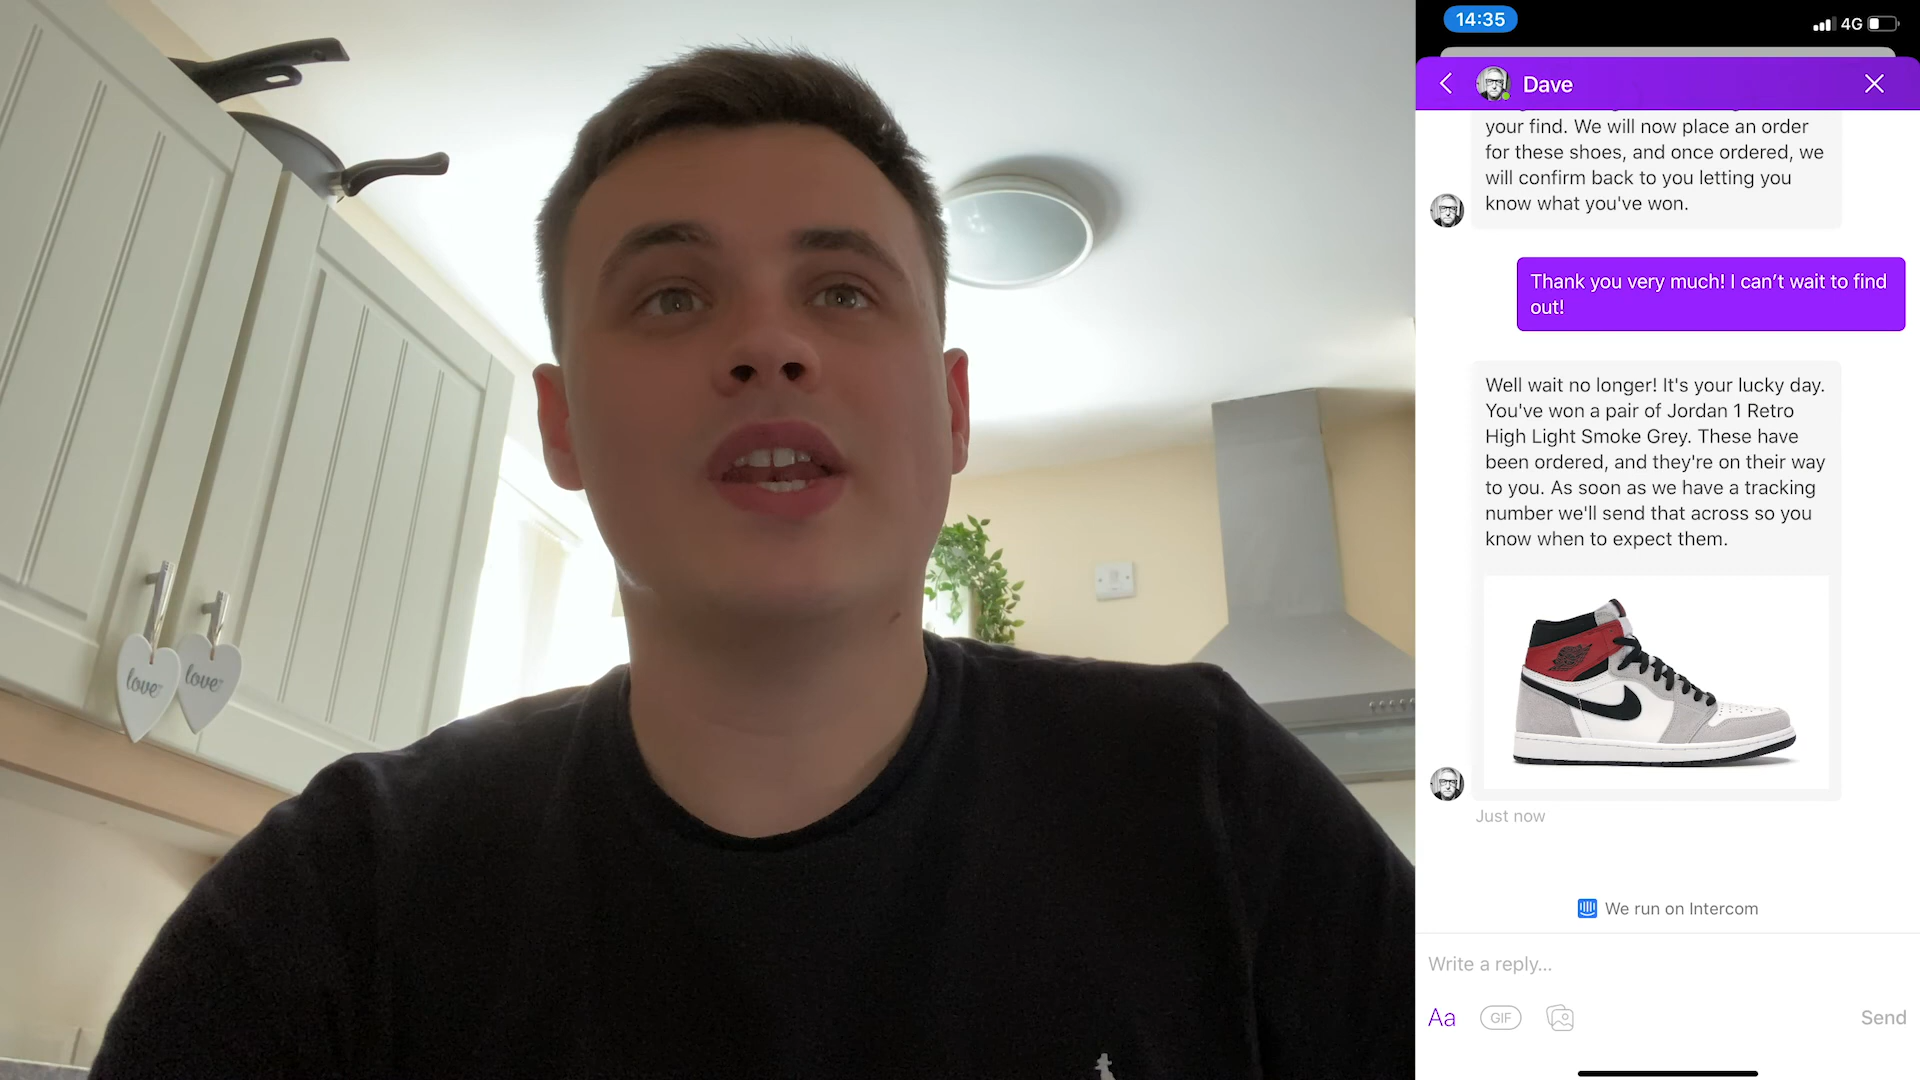 14:35
4G
Dave
your find. We will now place an order
for these shoes, and once ordered, we
will confirm back to you letting you
know what you've won.
Thank you very much! I can’t wait to find
out!
Well wait no longer! It's your lucky day.
You've won a pair of Jordan 1 Retro
High Light Smoke Grey. These have
been ordered, and they're on their way
to you. As soon as we have a tracking
number we'll send that across so you
know when to expect them.
Just now
We run on Intercom
Write a reply...
Aa
GIF
Send
love
love